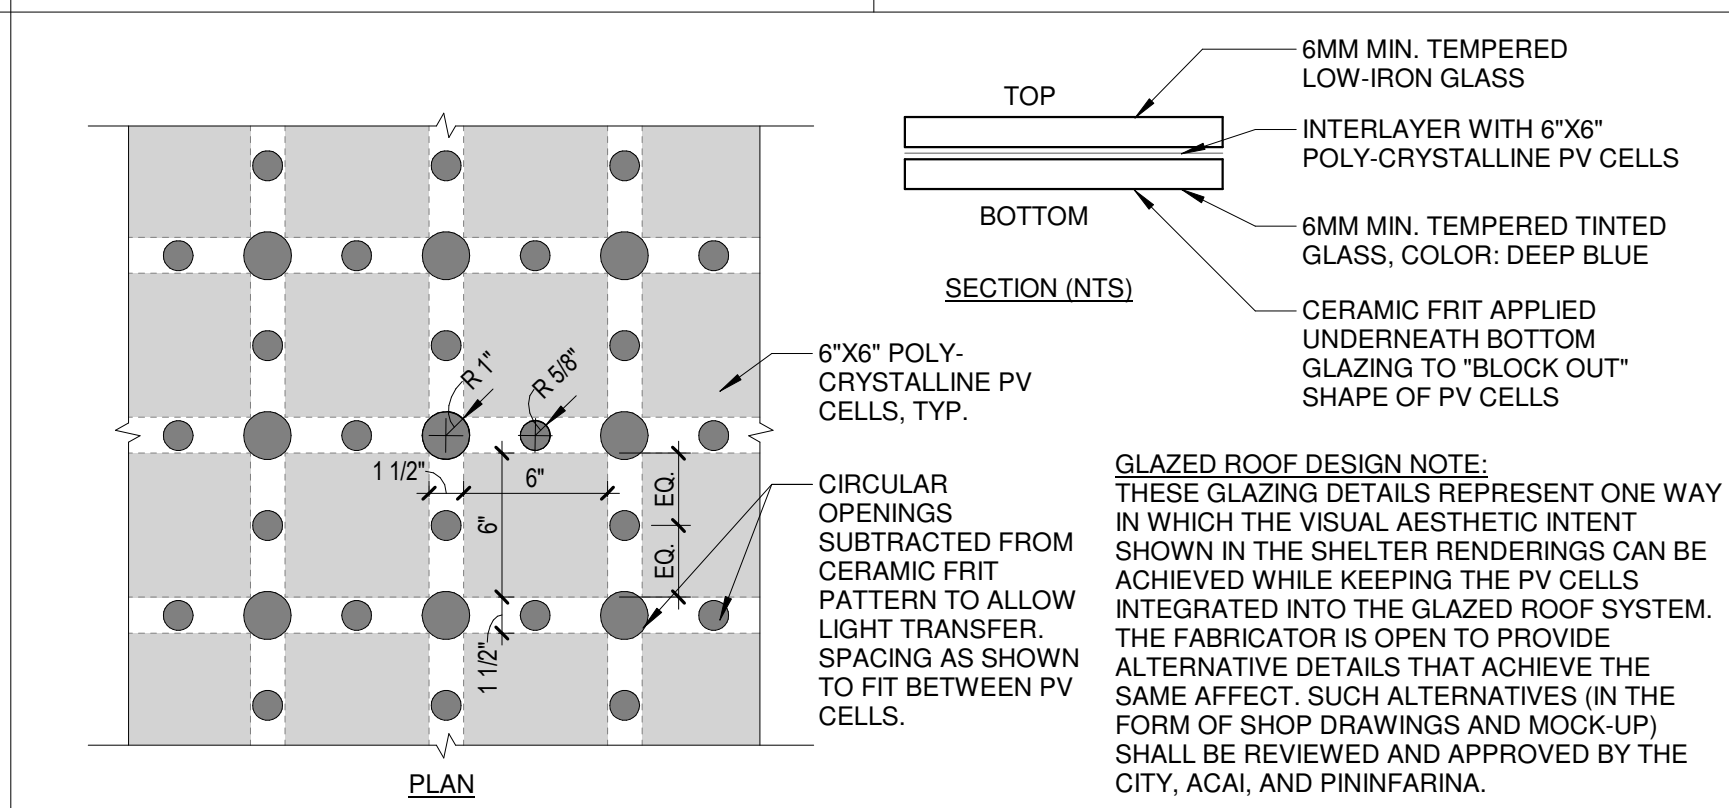 6MM MIN. TEMPERED
LOW-IRON GLASS
TOP
INTERLAYER WITH 6"X6"
POLY-CRYSTALLINE PV CELLS
BOTTOM
6MM MIN. TEMPERED TINTED
GLASS, COLOR: DEEP BLUE
SECTION (NTS)
CERAMIC FRIT APPLIED
UNDERNEATH BOTTOM
GLAZING TO "BLOCK OUT"
SHAPE OF PV CELLS
6"X6" POLY-
CRYSTALLINE PV
CELLS, TYP.
R 1"
R 5/8"
1 1/2"
6"
6"
EQ.
EQ.
1 1/2"
CIRCULAR
OPENINGS
SUBTRACTED FROM
CERAMIC FRIT
PATTERN TO ALLOW
LIGHT TRANSFER.
SPACING AS SHOWN
TO FIT BETWEEN PV
CELLS.
PLAN
GLAZED ROOF DESIGN NOTE:
THESE GLAZING DETAILS REPRESENT ONE WAY
IN WHICH THE VISUAL AESTHETIC INTENT
SHOWN IN THE SHELTER RENDERINGS CAN BE
ACHIEVED WHILE KEEPING THE PV CELLS
INTEGRATED INTO THE GLAZED ROOF SYSTEM.
THE FABRICATOR IS OPEN TO PROVIDE
ALTERNATIVE DETAILS THAT ACHIEVE THE
SAME AFFECT. SUCH ALTERNATIVES (IN THE
FORM OF SHOP DRAWINGS AND MOCK-UP)
SHALL BE REVIEWED AND APPROVED BY THE
CITY, ACAI, AND PININFARINA.